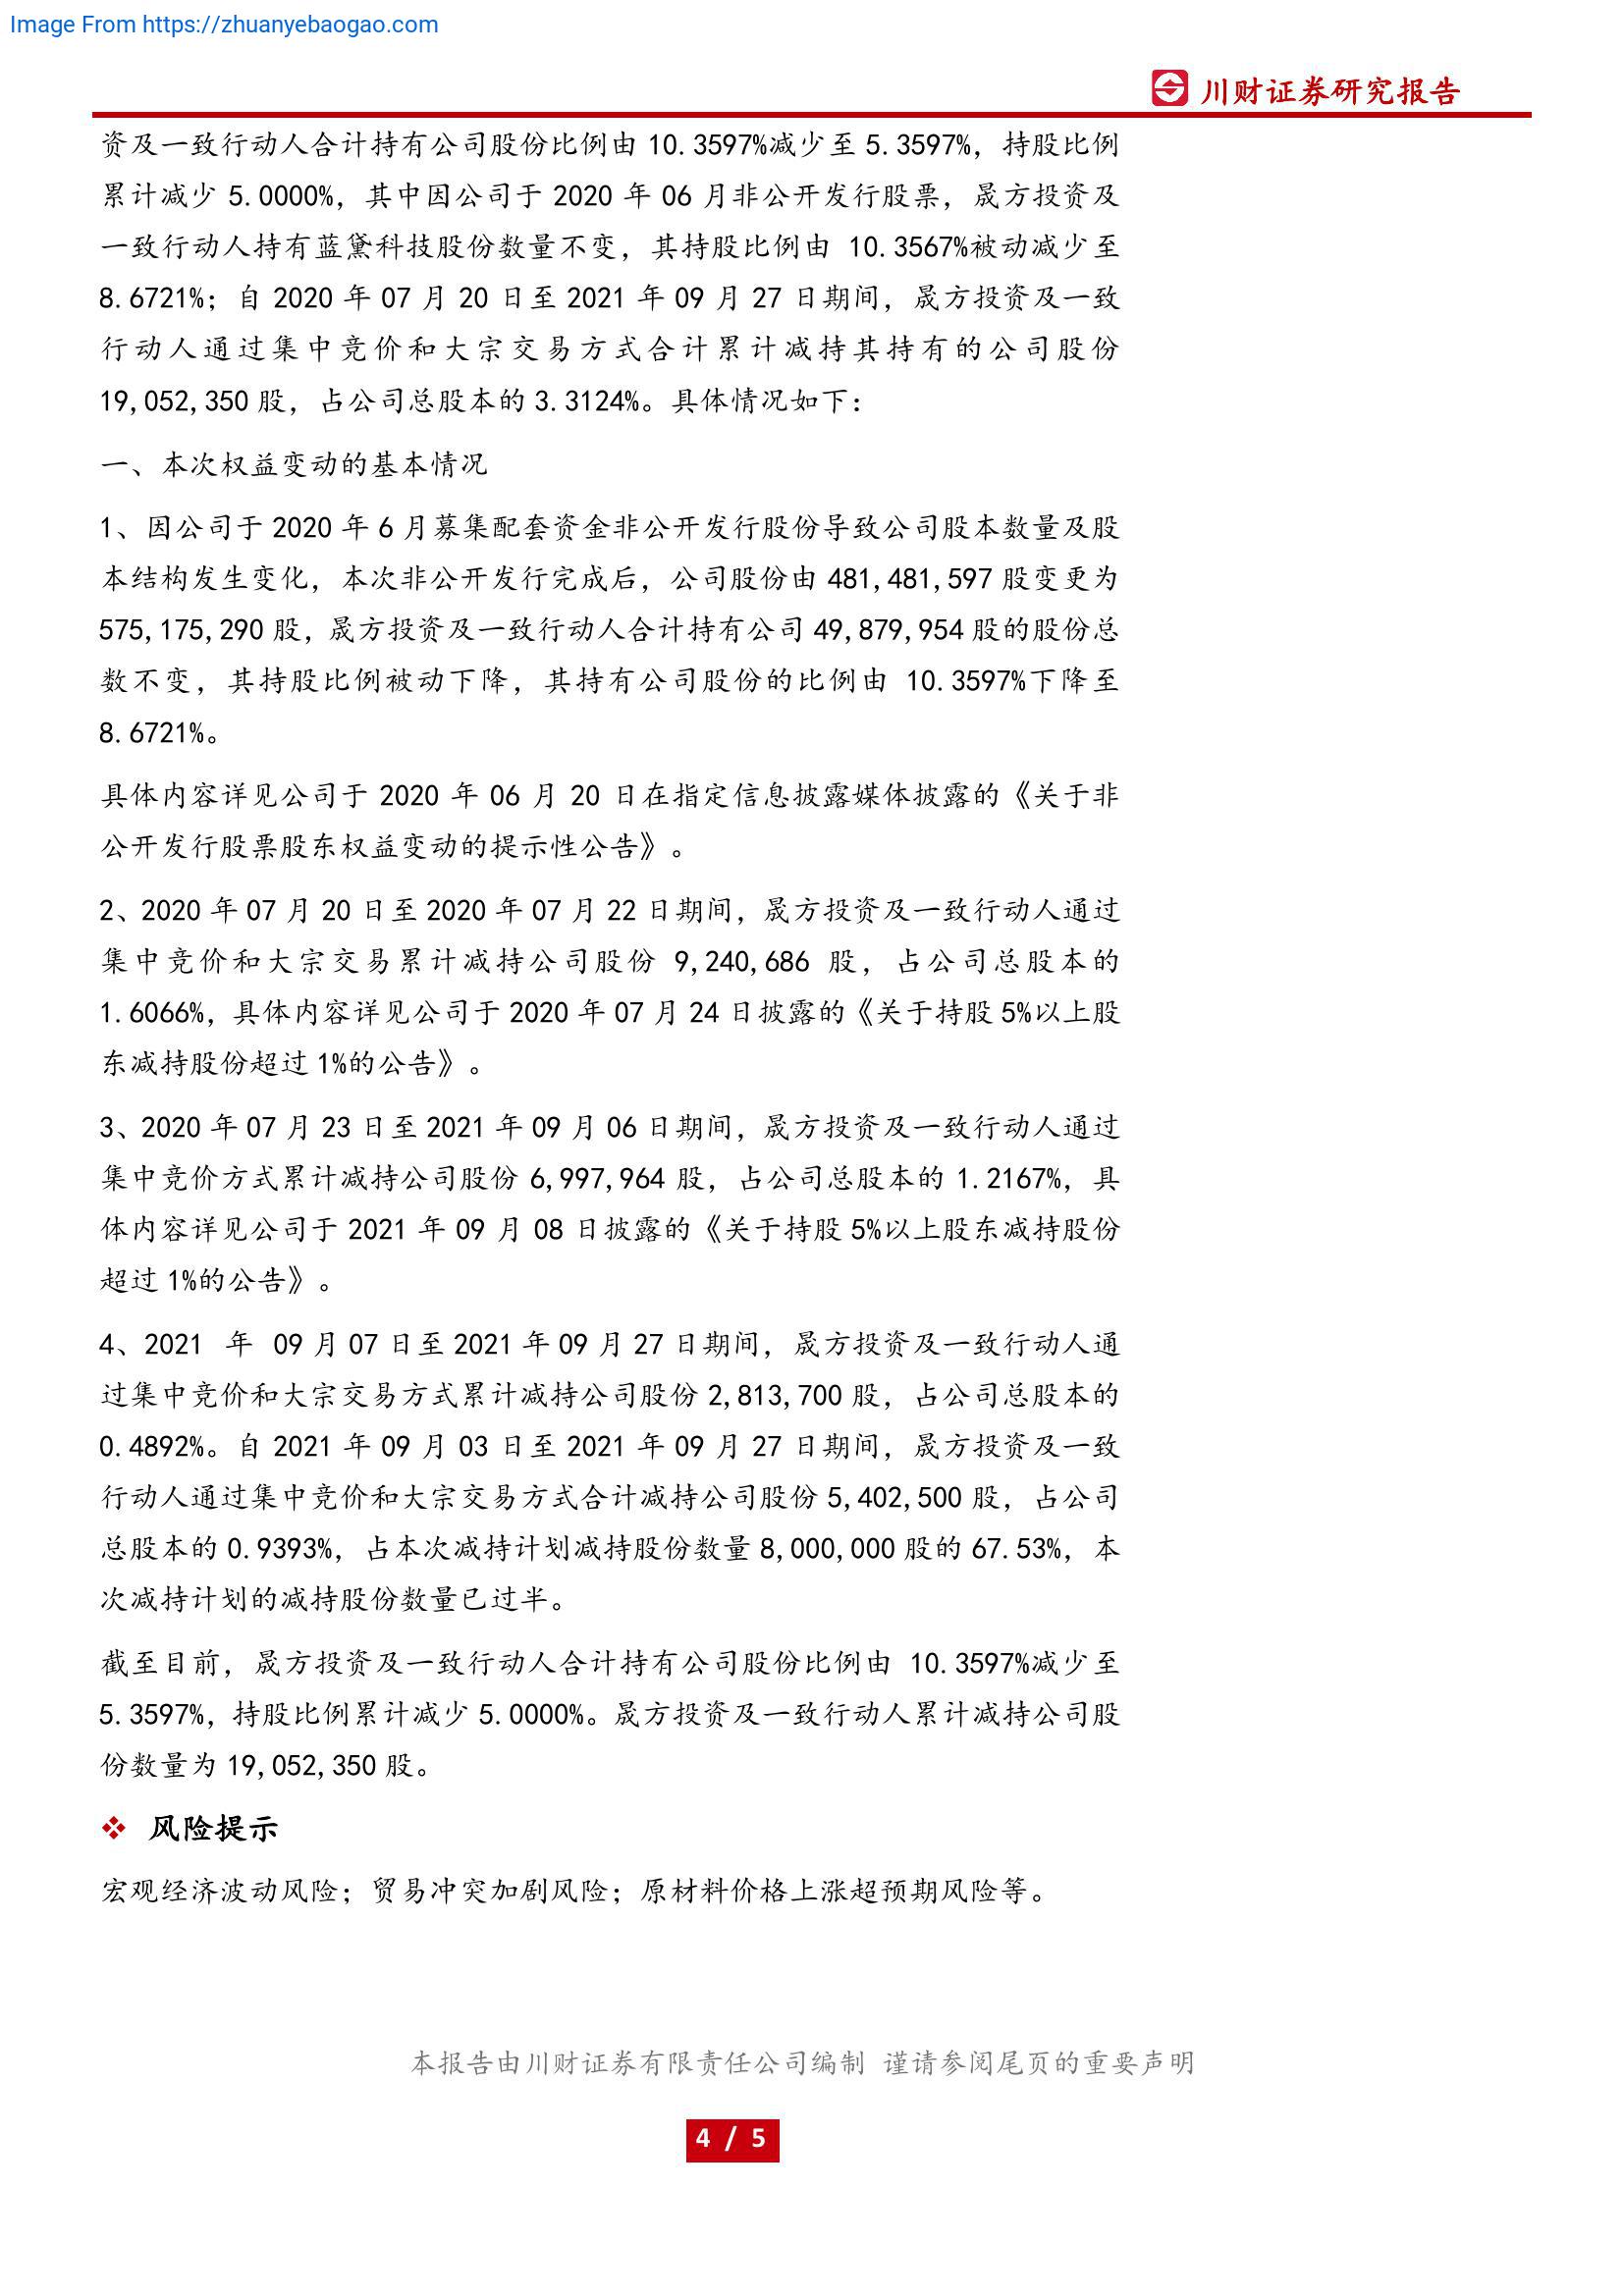 Image From https://zhuanyebaogao.com
川财证券研究报告
资及一致行动人合计持有公司股份比例由 10.3597%减少至 5.3597%，持股比例
累计减少 5.0000%，其中因公司于 2020 年 06 月非公开发行股票，晟方投资及
一致行动人持有蓝黛科技股份数量不变，其持股比例由 10.3567%被动减少至
8.6721%；自 2020 年 07 月 20 日至 2021 年 09 月 27 日期间，晟方投资及一致
行动人通过集中竞价和大宗交易方式合计累计减持其持有的公司股份
19,052,350 股，占公司总股本的 3.3124%。具体情况如下：
一、本次权益变动的基本情况
1、因公司于 2020 年 6 月募集配套资金非公开发行股份导致公司股本数量及股
本结构发生变化，本次非公开发行完成后，公司股份由 481,481,597 股变更为
575,175,290 股，晟方投资及一致行动人合计持有公司 49,879,954 股的股份总
数不变，其持股比例被动下降，其持有公司股份的比例由 10.3597%下降至
8.6721%。
具体内容详见公司于 2020 年 06 月 20 日在指定信息披露媒体披露的《关于非
公开发行股票股东权益变动的提示性公告》。
2、2020 年 07 月 20 日至 2020 年 07 月 22 日期间，晟方投资及一致行动人通过
集中竞价和大宗交易累计减持公司股份 9,240,686 股，占公司总股本的
1.6066%，具体内容详见公司于 2020 年 07 月 24 日披露的《关于持股 5%以上股
东减持股份超过 1%的公告》。
3、2020 年 07 月 23 日至 2021 年 09 月 06 日期间，晟方投资及一致行动人通过
集中竞价方式累计减持公司股份 6,997,964 股，占公司总股本的 1.2167%，具
体内容详见公司于 2021 年 09 月 08 日披露的《关于持股 5%以上股东减持股份
超过 1%的公告》。
4、2021 年 09 月 07 日至 2021 年 09 月 27 日期间，晟方投资及一致行动人通
过集中竞价和大宗交易方式累计减持公司股份 2,813,700 股，占公司总股本的
0.4892%。自 2021 年 09 月 03 日至 2021 年 09 月 27 日期间，晟方投资及一致
行动人通过集中竞价和大宗交易方式合计减持公司股份 5,402,500 股，占公司
总股本的 0.9393%，占本次减持计划减持股份数量 8,000,000 股的 67.53%，本
次减持计划的减持股份数量已过半。
截至目前，晟方投资及一致行动人合计持有公司股份比例由 10.3597%减少至
5.3597%，持股比例累计减少 5.0000%。晟方投资及一致行动人累计减持公司股
份数量为 19,052,350 股。
❖ 风险提示
宏观经济波动风险；贸易冲突加剧风险；原材料价格上涨超预期风险等。
本报告由川财证券有限责任公司编制 谨请参阅尾页的重要声明
4 / 5